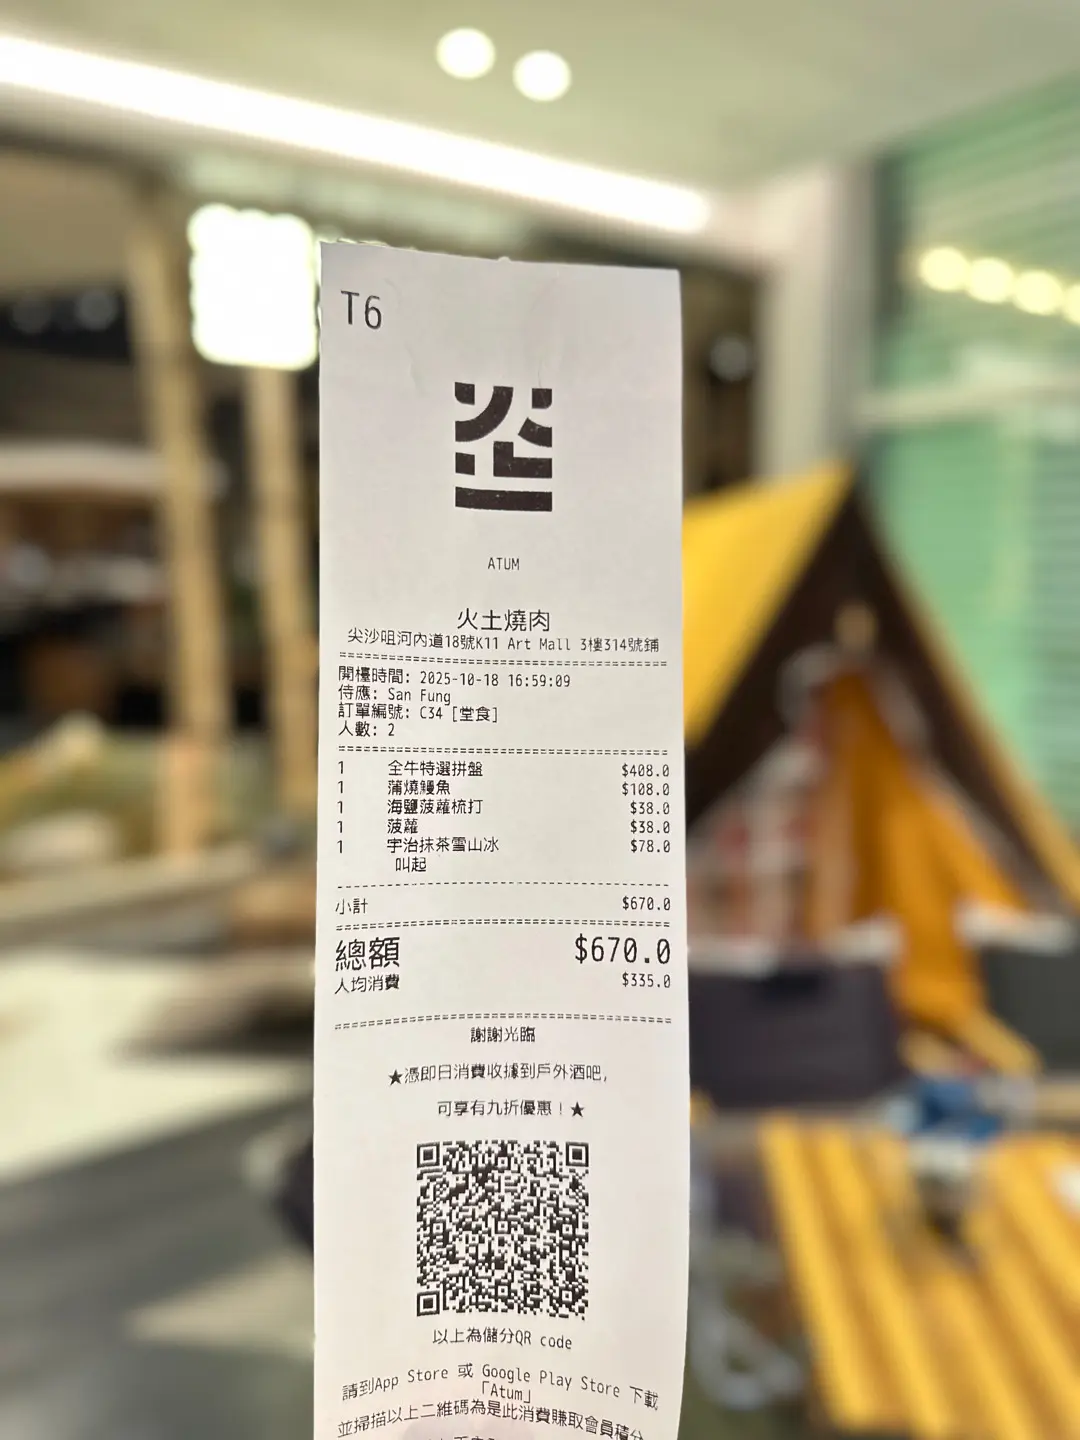 T6
ATUM
火土燒肉
尖沙咀河內道18號K11 Art Mall 3樓314號鋪
開檯時間: 2025-10-18 16:59:09
侍應: San Fung
訂單編號: C34 [堂食]
人數: 2
1 全牛特選拼盤 $408.0
1 蒲燒鰻魚 $108.0
1 海鹽菠蘿梳打 $38.0
1 菠蘿 $38.0
1 宇治抹茶雪山冰 $78.0
叫起
小計 $670.0
總額 $670.0
人均消費 $335.0
謝謝光臨
★憑即日消費收據到戶外酒吧,
可享有九折優惠！★
以上為儲分QR code
請到App Store 或 Google Play Store 下載
「Atum」
並掃描以上二維碼為是此消費賺取會員積分